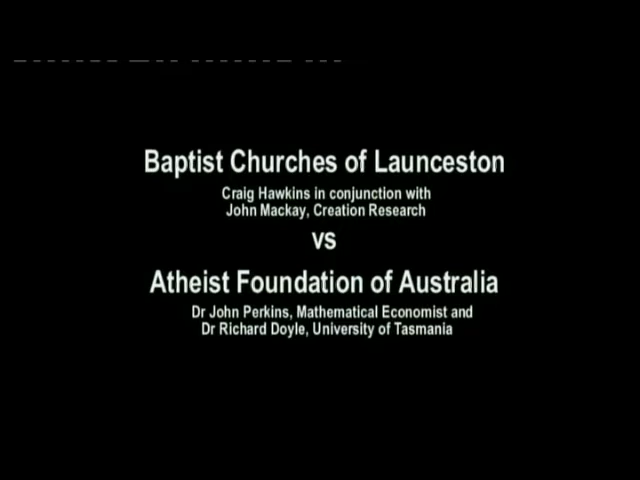 Baptist Churches of Launceston
Craig Hawkins in conjunction with
John Mackay, Creation Research
vs
Atheist Foundation of Australia
Dr John Perkins, Mathematical Economist and
Dr Richard Doyle, University of Tasmania